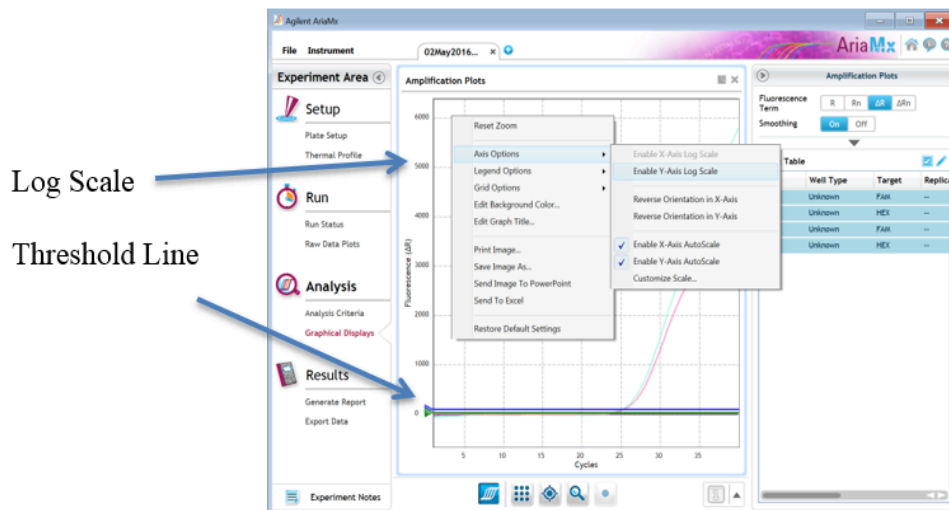 Agilent AriaMx
File Instrument
02May2016...
AriaMx
Experiment Area
Setup
Plate Setup
Thermal Profile
Run
Run Status
Raw Data Plots
Analysis
Analysis Criteria
Graphical Displays
Results
Generate Report
Export Data
Experiment Notes
Log Scale
Threshold Line
Amplification Plots
6000
5000
4000
3000
2000
1000
0
Fluorescence (ΔR)
5 10 15 20 25 30 35
Cycles
Reset Zoom
Axis Options
Legend Options
Grid Options
Edit Background Color...
Edit Graph Title...
Print Image...
Save Image As...
Send Image To PowerPoint
Send To Excel
Restore Default Settings
Enable X-Axis Log Scale
Enable Y-Axis Log Scale
Reverse Orientation in X-Axis
Reverse Orientation in Y-Axis
Enable X-Axis AutoScale
Enable Y-Axis AutoScale
Customize Scale...
Amplification Plots
Fluorescence Term
R Rn ΔR ΔRn
Smoothing On Off
Table
Well Type Target Replica
Unknown FAM --
Unknown HEX --
Unknown FAM --
Unknown HEX --